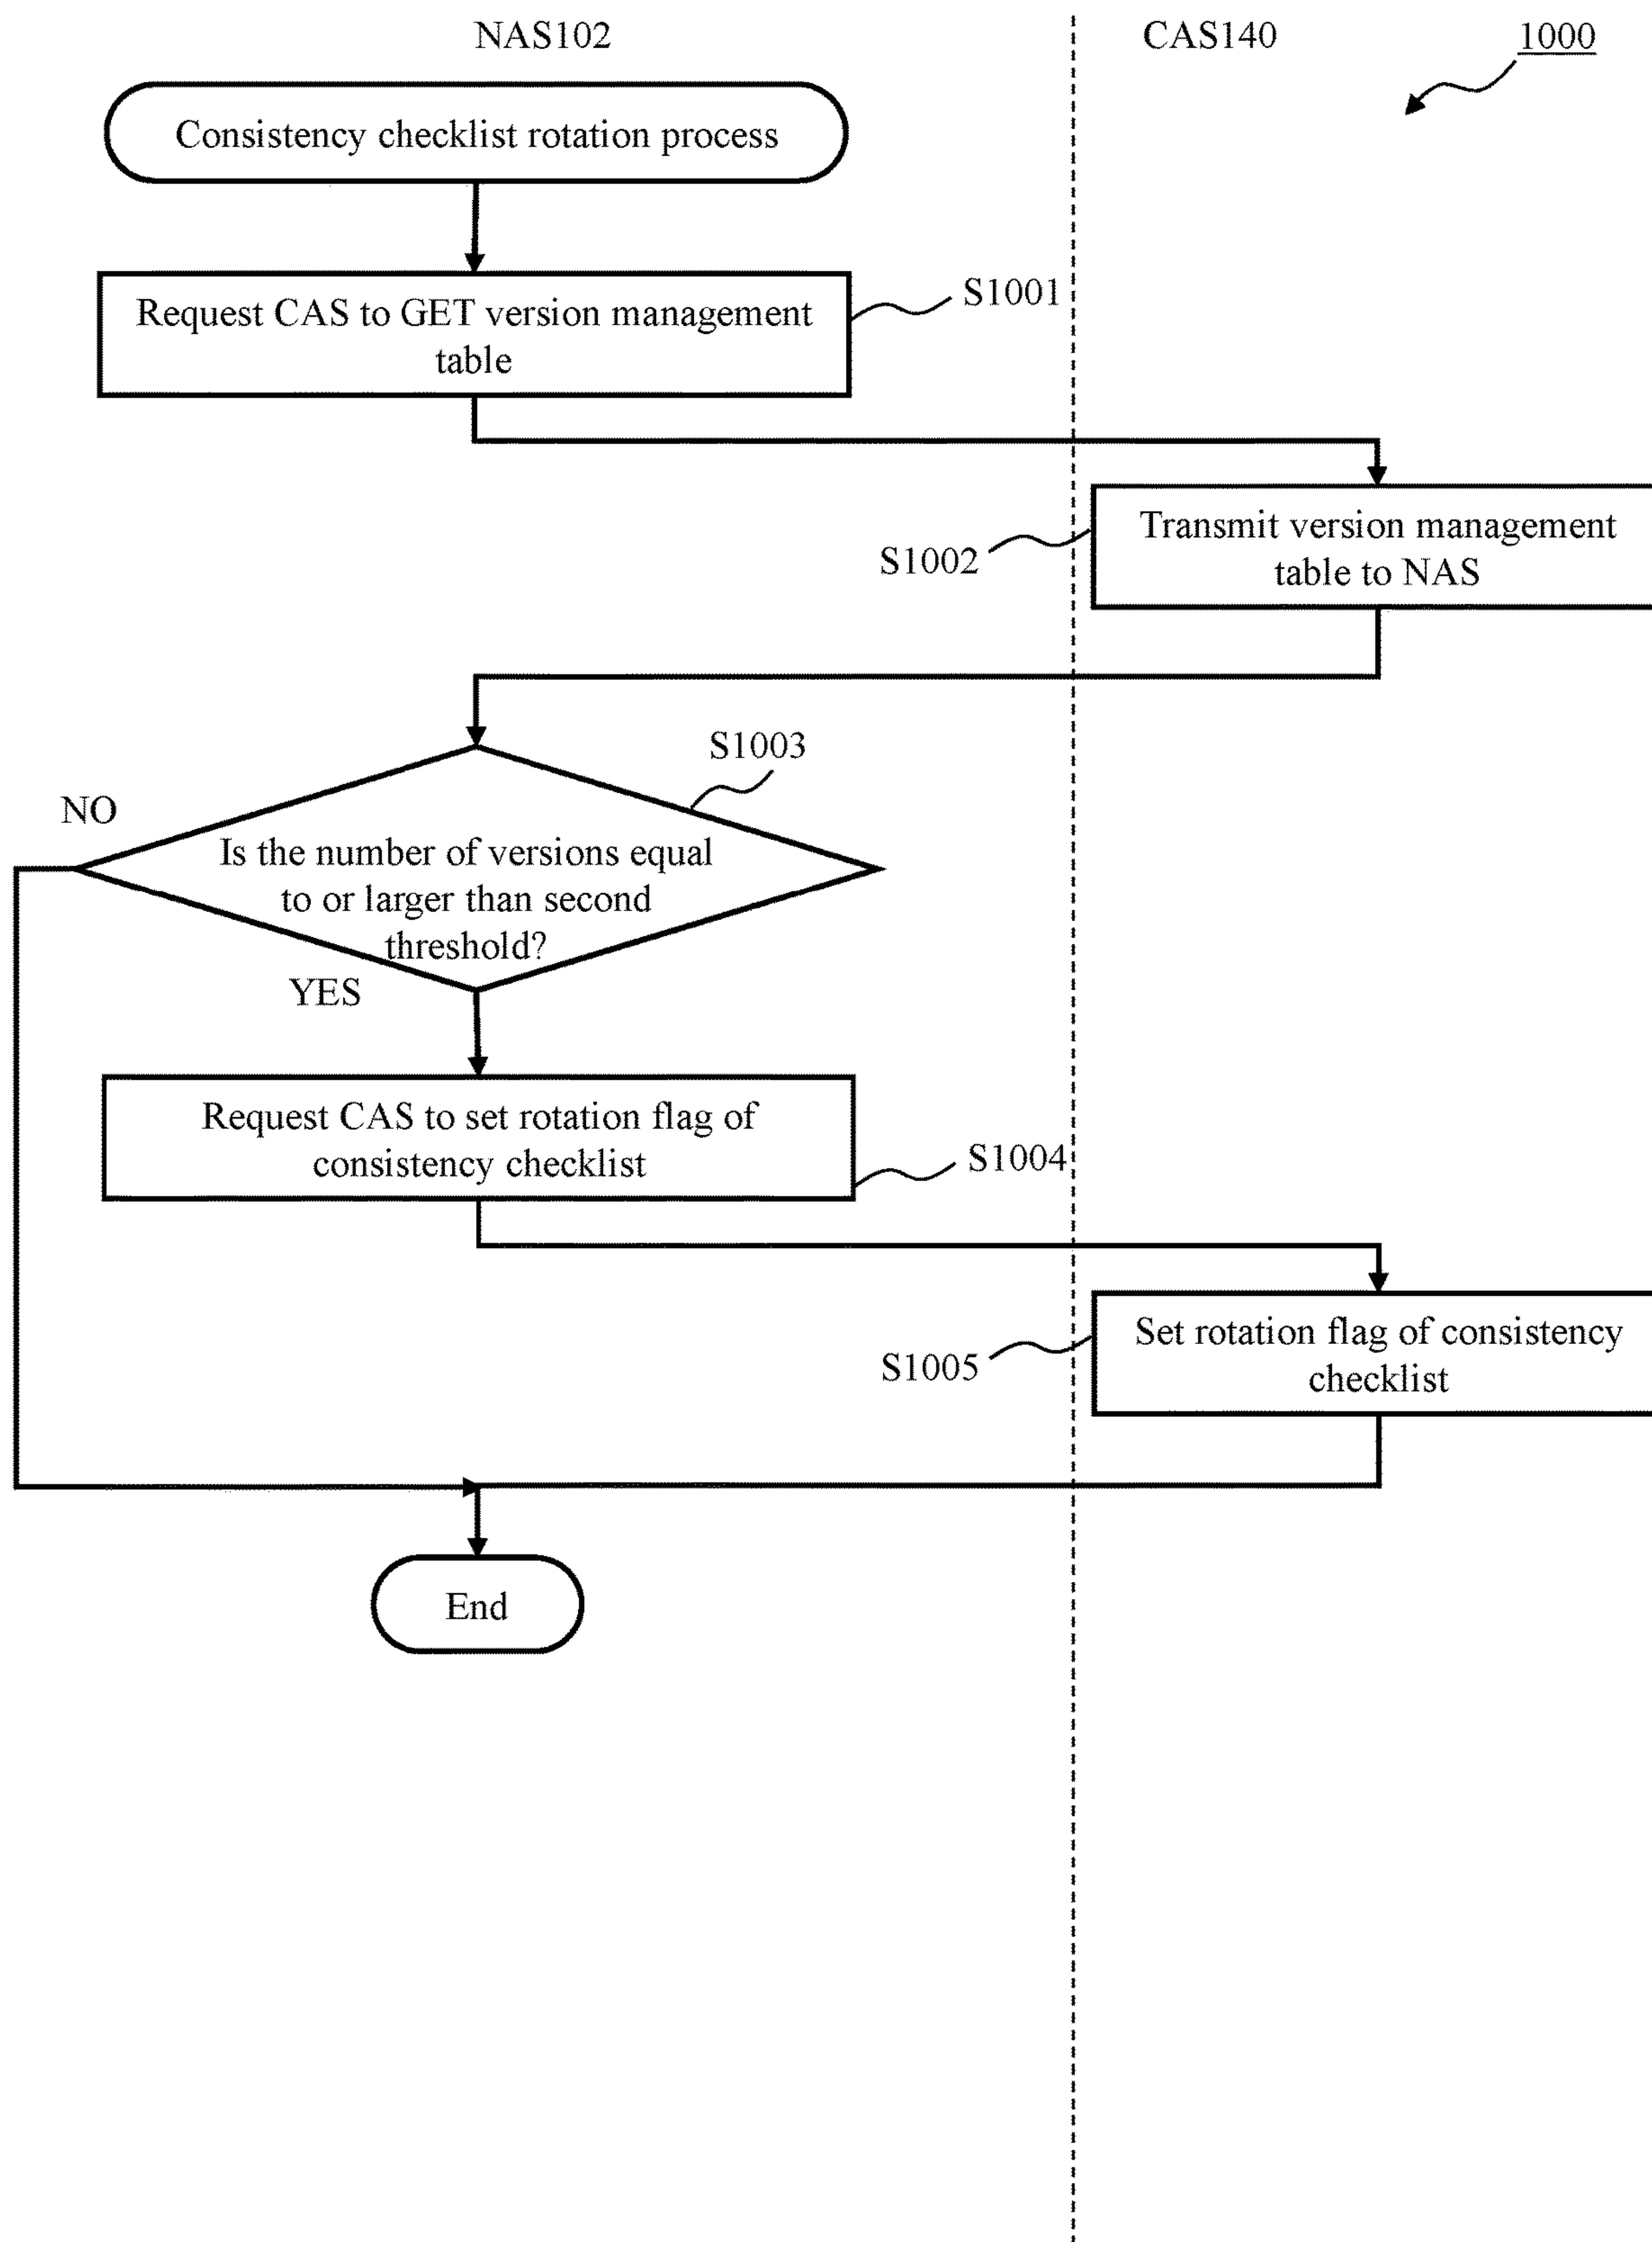 NAS102
CAS140
1000
Consistency checklist rotation process
Request CAS to GET version management
table
S1001
Transmit version management
table to NAS
S1002
S1003
NO
Is the number of versions equal
to or larger than second
threshold?
YES
Request CAS to set rotation flag of
consistency checklist
S1004
Set rotation flag of consistency
checklist
S1005
End